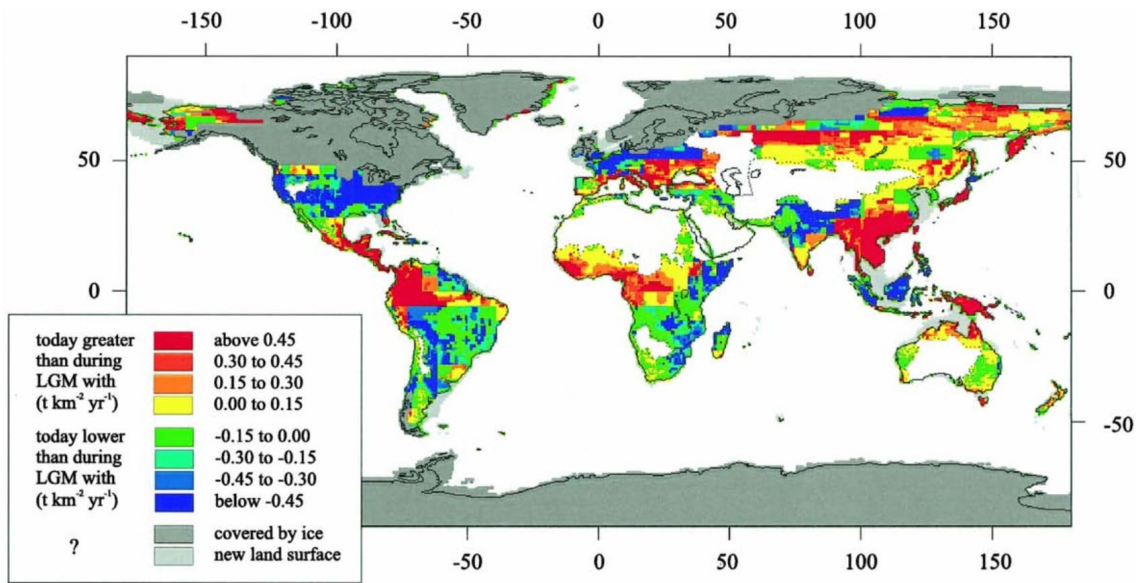 -150 -100 -50 0 50 100 150
50 50
0 0
-50
-50 0 50 100 150
today greater above 0.45
than during 0.30 to 0.45
LGM with 0.15 to 0.30
(t km⁻² yr⁻¹) 0.00 to 0.15
today lower -0.15 to 0.00
than during -0.30 to -0.15
LGM with -0.45 to -0.30
(t km⁻² yr⁻¹) below -0.45
covered by ice
? new land surface